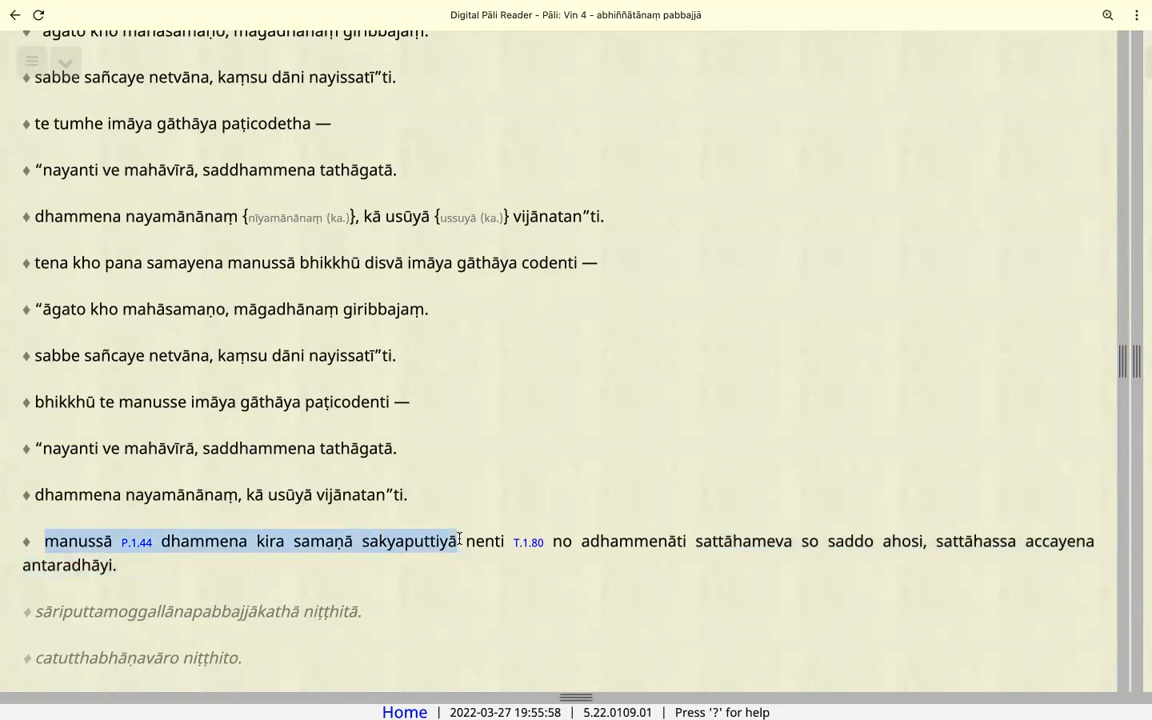 Digital Pāli Reader - Pāli: Vin 4 - abhiññātānaṃ pabbajjā
♦ “āgato kho mahāsamaṇo, māgadhānaṃ giribbajaṃ.
♦ sabbe sañcaye netvāna, kaṃsu dāni nayissatī”ti.
♦ te tumhe imāya gāthāya paṭicodetha —
♦ “nayanti ve mahāvīrā, saddhammena tathāgatā.
♦ dhammena nayamānānaṃ {nīyamānānaṃ (ka.)}, kā usūyā {ussuyā (ka.)} vijānatan”ti.
♦ tena kho pana samayena manussā bhikkhū disvā imāya gāthāya codenti —
♦ “āgato kho mahāsamaṇo, māgadhānaṃ giribbajaṃ.
♦ sabbe sañcaye netvāna, kaṃsu dāni nayissatī”ti.
♦ bhikkhū te manusse imāya gāthāya paṭicodenti —
♦ “nayanti ve mahāvīrā, saddhammena tathāgatā.
♦ dhammena nayamānānaṃ, kā usūyā vijānatan”ti.
♦ manussā P.1.44 dhammena kira samaṇā sakyaputtiyā nenti T.1.80 no adhammenāti sattāhameva so saddo ahosi, sattāhassa accayena
antaradhāyi.
♦ sāriputtamoggallānapabbajjākathā niṭṭhitā.
♦ catutthabhāṇavāro niṭṭhito.
Home | 2022-03-27 19:55:58 | 5.22.0109.01 | Press '?' for help